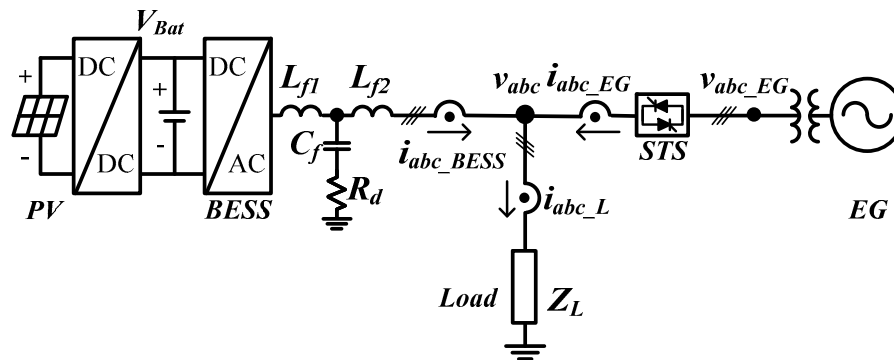 V_Bat
+
-
DC
DC
+
-
DC
AC
PV
BESS
L_f1
L_f2
C_f
R_d
i_abc_BESS
v_abc
i_abc_EG
v_abc_EG
STS
EG
i_abc_L
Load
Z_L